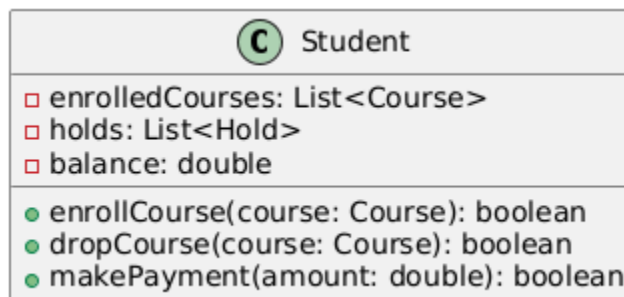 C Student
enrolledCourses: List<Course>
holds: List<Hold>
balance: double
enrollCourse(course: Course): boolean
dropCourse(course: Course): boolean
makePayment(amount: double): boolean